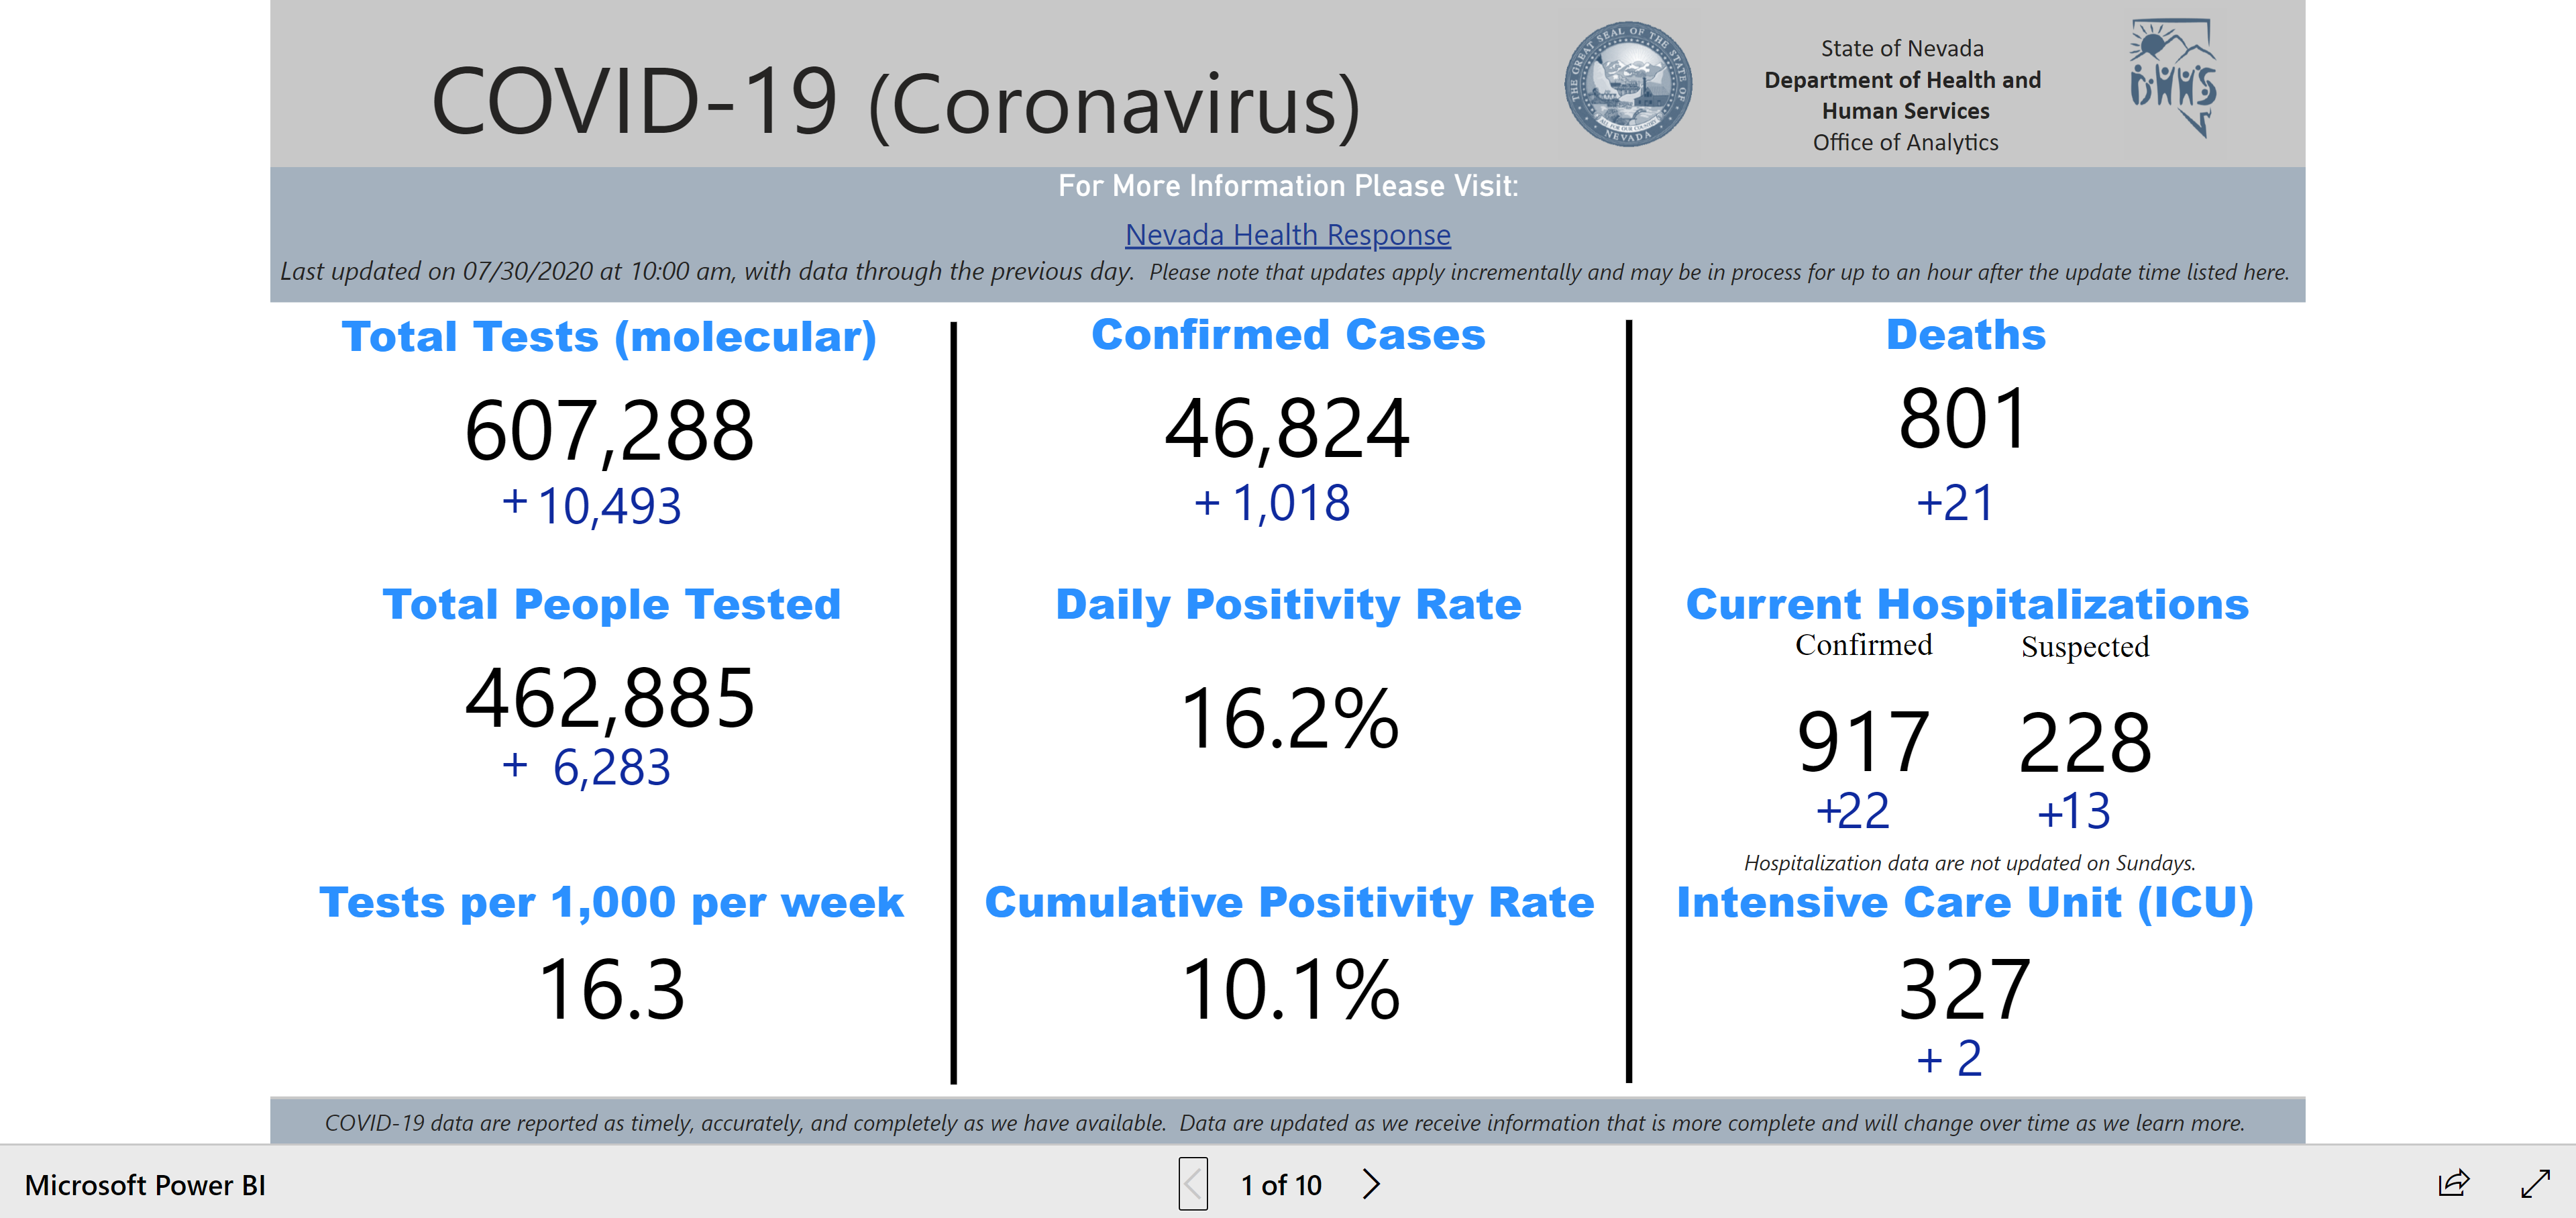 COVID-19 (Coronavirus)
THE GREAT SEAL OF THE STATE OF
ALL FOR OUR COUNTRY
NEVADA
State of Nevada
Department of Health and
Human Services
Office of Analytics
DHHS
For More Information Please Visit:
Nevada Health Response
Last updated on 07/30/2020 at 10:00 am, with data through the previous day. Please note that updates apply incrementally and may be in process for up to an hour after the update time listed here.
Total Tests (molecular)
607,288
+ 10,493
Total People Tested
462,885
+ 6,283
Tests per 1,000 per week
16.3
Confirmed Cases
46,824
+ 1,018
Daily Positivity Rate
16.2%
Cumulative Positivity Rate
10.1%
Deaths
801
+21
Current Hospitalizations
Confirmed Suspected
917 228
+22 +13
Hospitalization data are not updated on Sundays.
Intensive Care Unit (ICU)
327
+ 2
COVID-19 data are reported as timely, accurately, and completely as we have available. Data are updated as we receive information that is more complete and will change over time as we learn more.
Microsoft Power BI
1 of 10